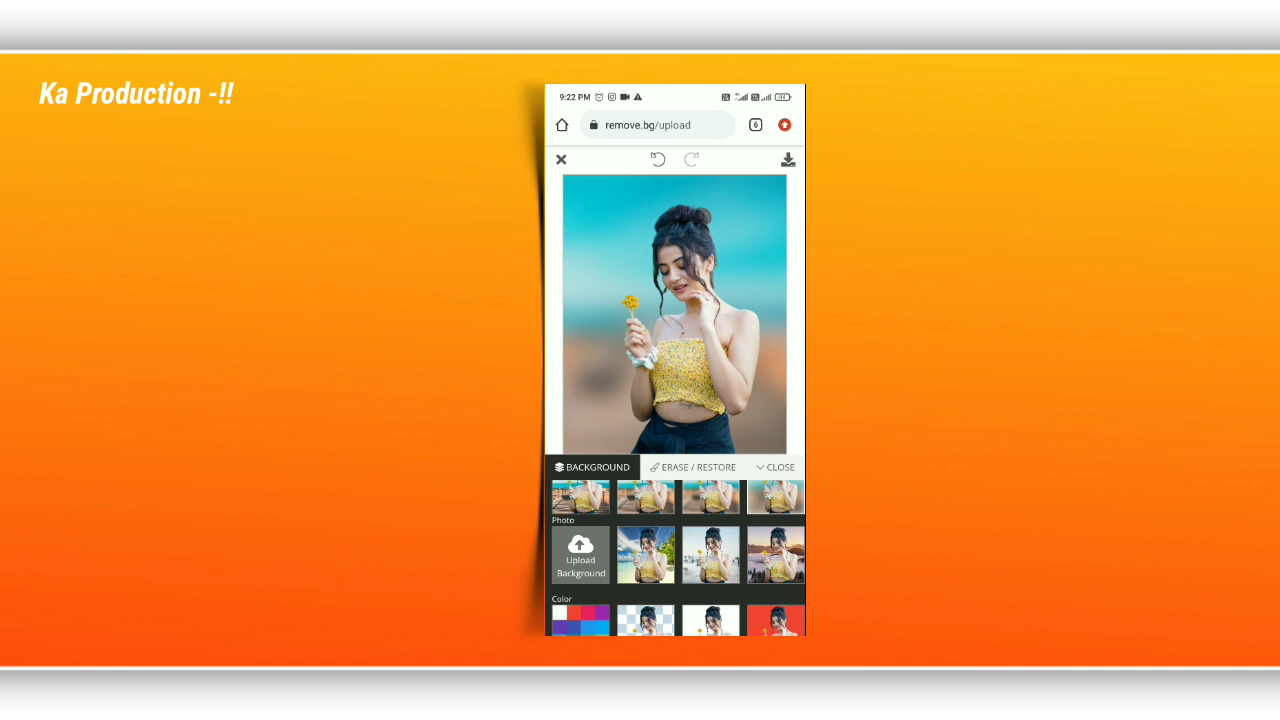 Ka Production -!!
9:22 PM
remove.bg/upload
6
BACKGROUND
ERASE / RESTORE
CLOSE
Photo
Upload
Background
Color